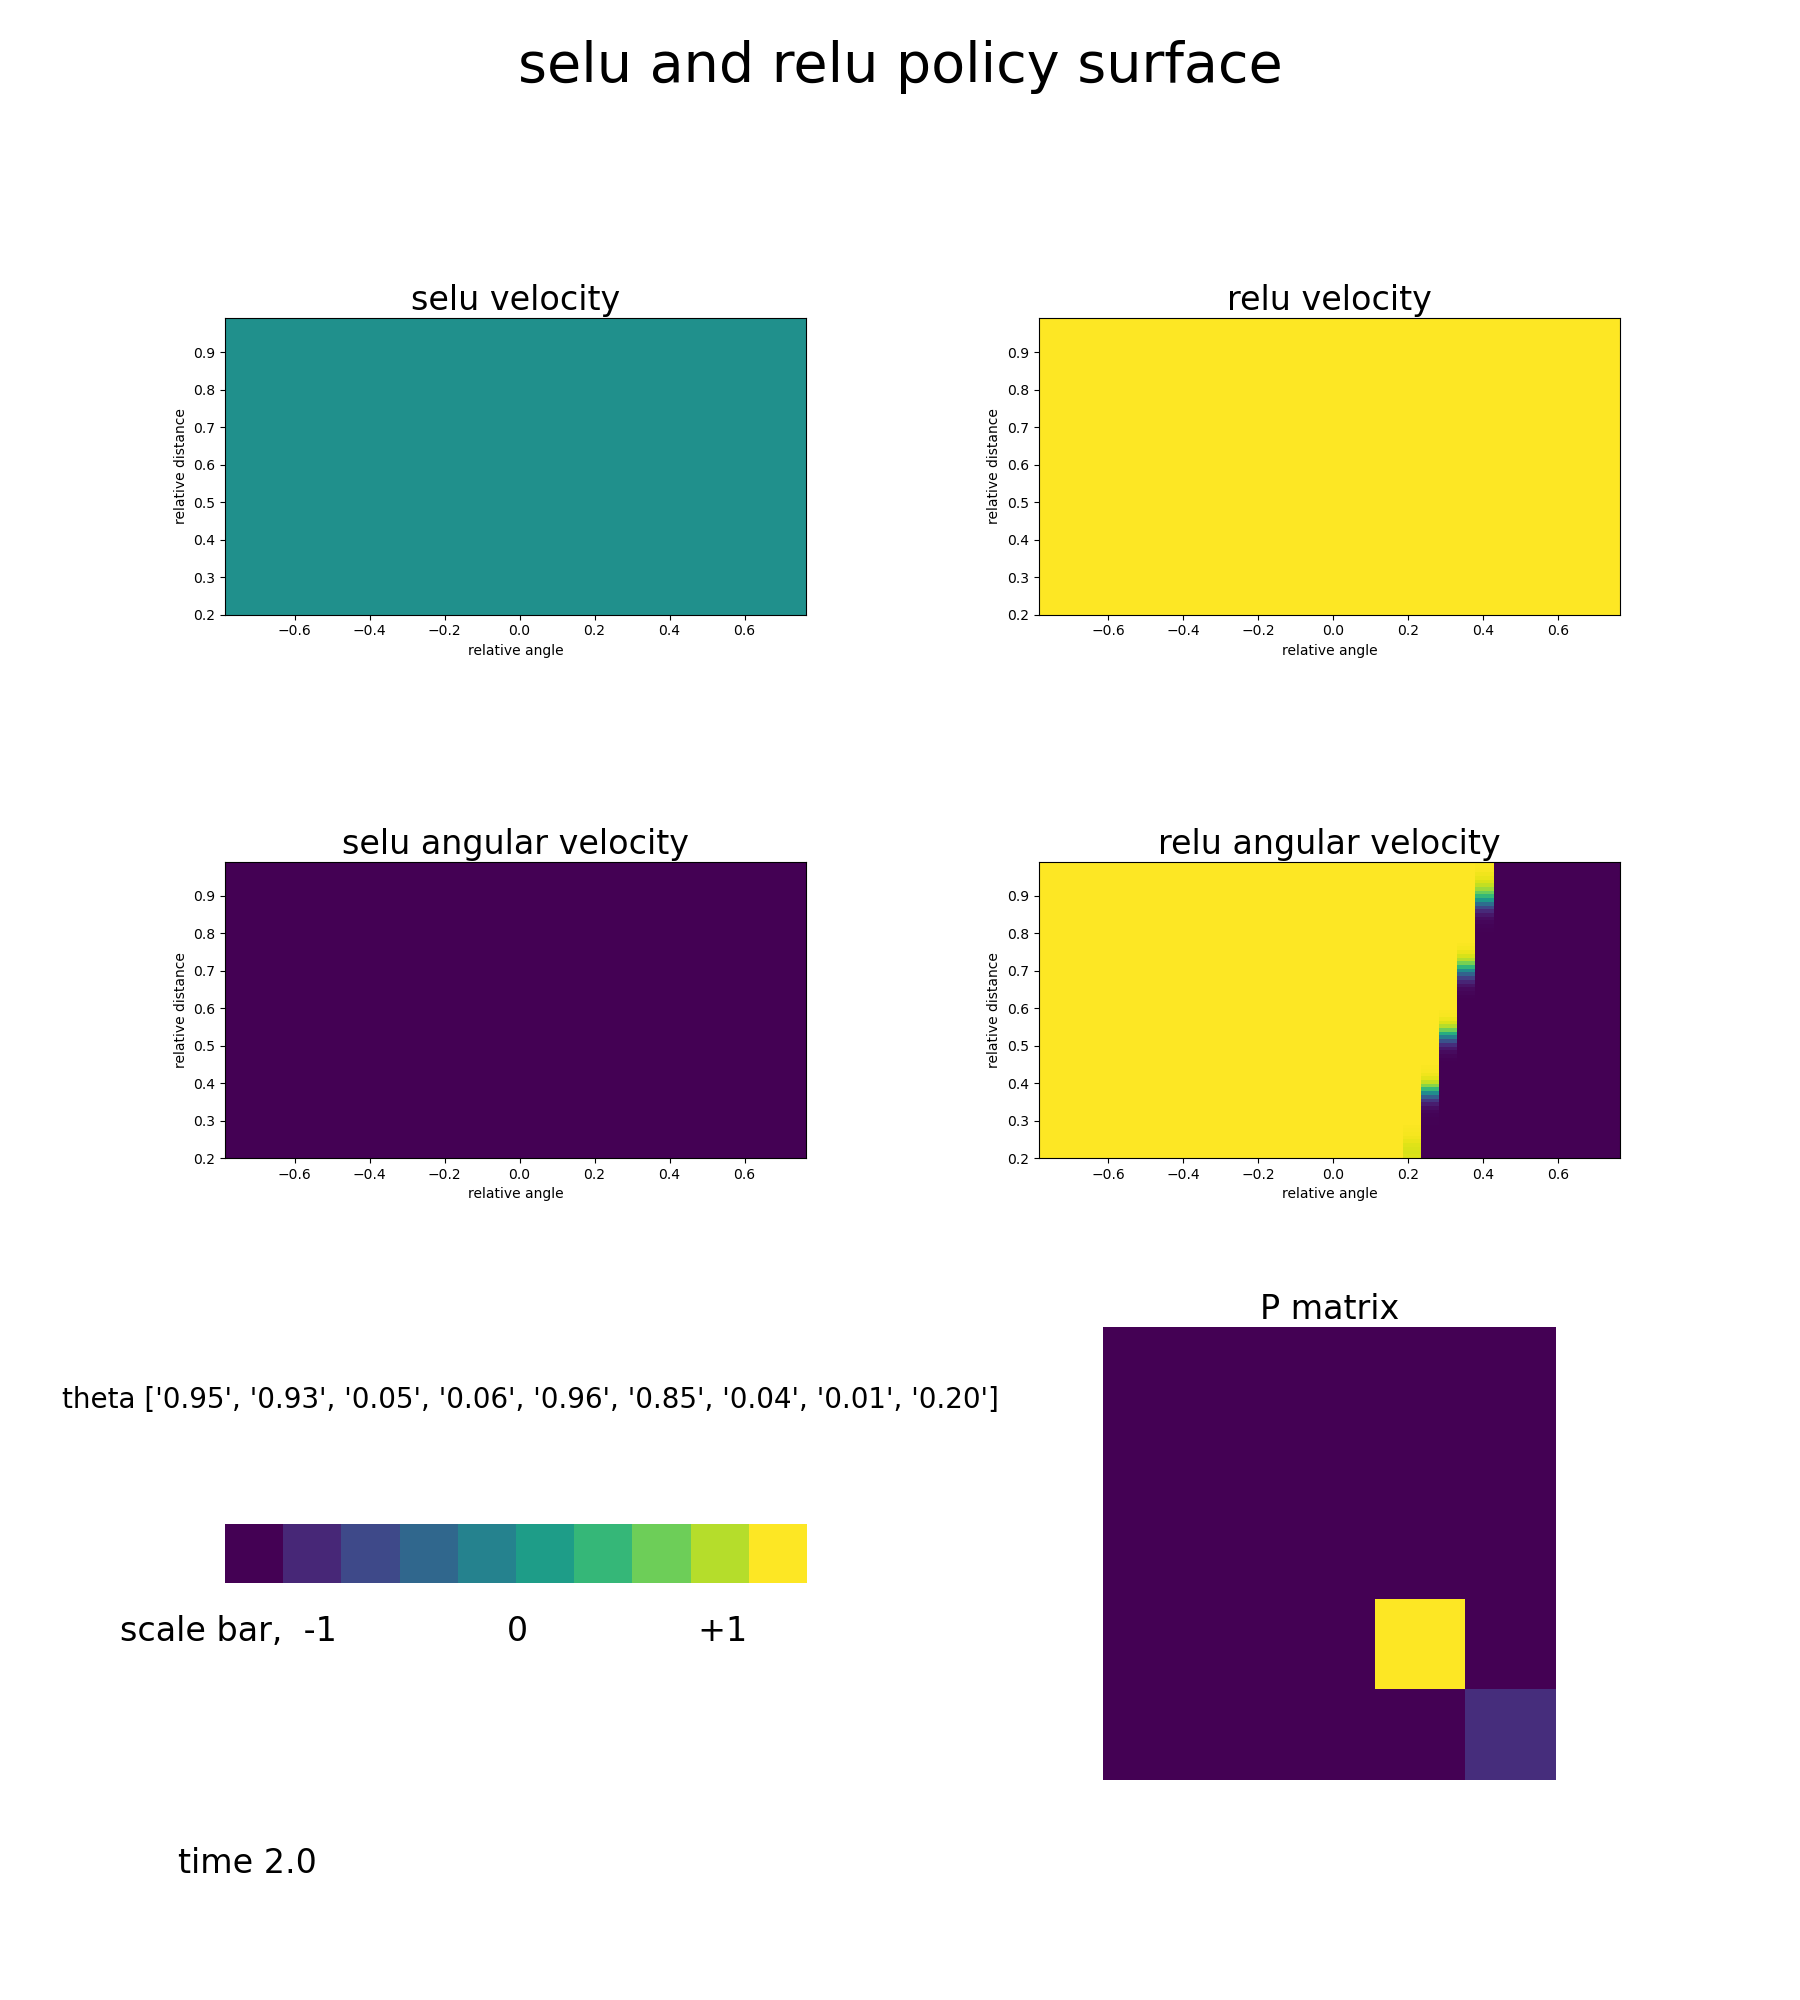 selu and relu policy surface
selu velocity
0.9
0.8
0.7
0.6
0.5
0.4
0.3
0.2
relative distance
−0.6 −0.4 −0.2 0.0 0.2 0.4 0.6
relative angle
relu velocity
0.9
0.8
0.7
0.6
0.5
0.4
0.3
0.2
relative distance
−0.6 −0.4 −0.2 0.0 0.2 0.4 0.6
relative angle
selu angular velocity
0.9
0.8
0.7
0.6
0.5
0.4
0.3
0.2
relative distance
−0.6 −0.4 −0.2 0.0 0.2 0.4 0.6
relative angle
relu angular velocity
0.9
0.8
0.7
0.6
0.5
0.4
0.3
0.2
relative distance
−0.6 −0.4 −0.2 0.0 0.2 0.4 0.6
relative angle
theta ['0.95', '0.93', '0.05', '0.06', '0.96', '0.85', '0.04', '0.01', '0.20']
scale bar, -1 0 +1
time 2.0
P matrix